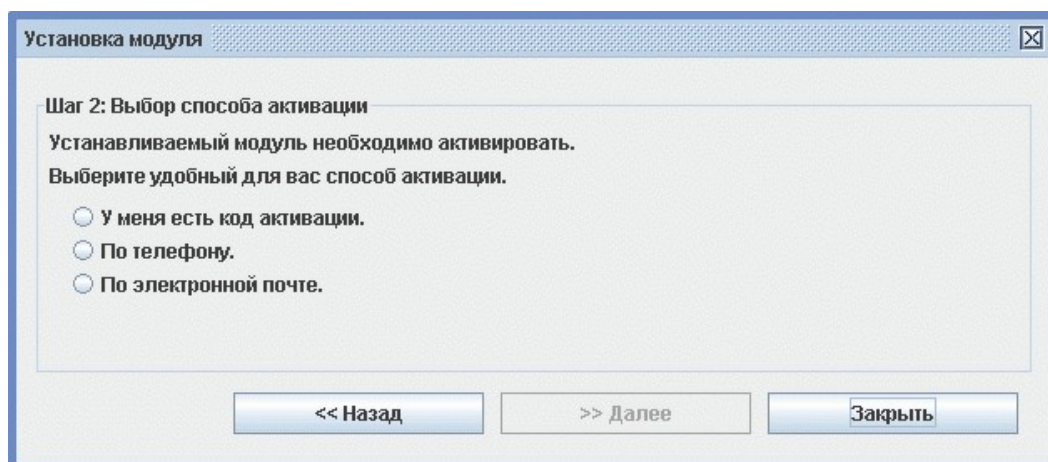 Установка модуля
Шаг 2: Выбор способа активации
Устанавливаемый модуль необходимо активировать.
Выберите удобный для вас способ активации.
У меня есть код активации.
По телефону.
По электронной почте.
<< Назад
>> Далее
Закрыть